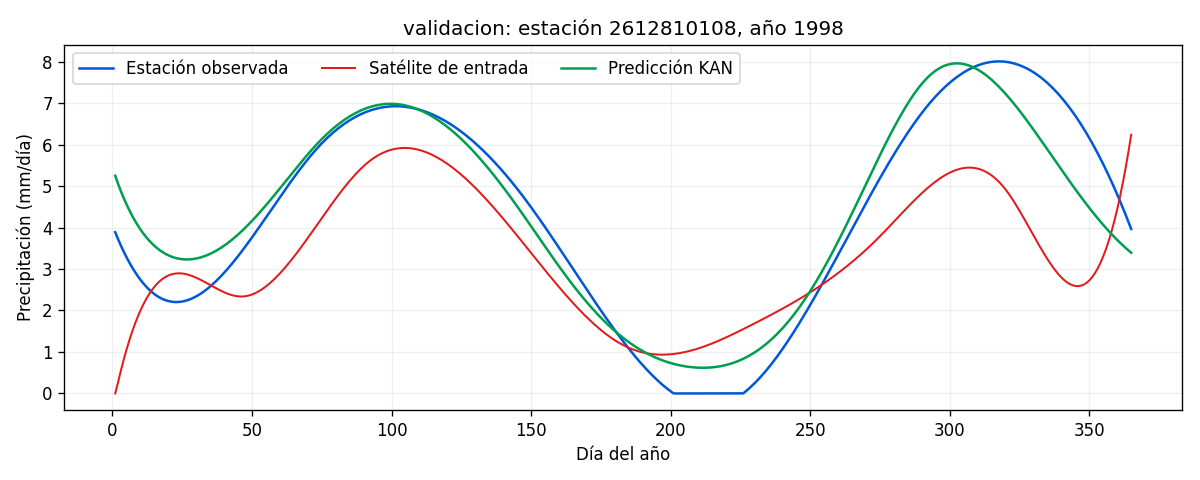 validacion: estación 2612810108, año 1998
Estación observada
Satélite de entrada
Predicción KAN
Precipitación (mm/día)
8
7
6
5
4
3
2
1
0
0
50
100
150
200
250
300
350
Día del año